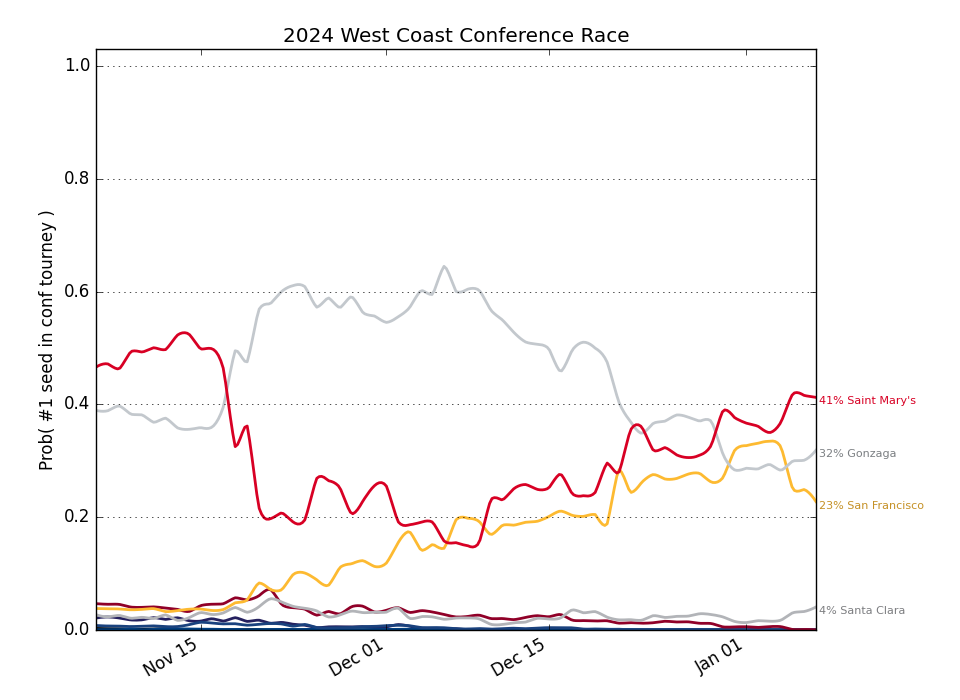 2024 West Coast Conference Race
Prob( #1 seed in conf tourney )
1.0
0.8
0.6
0.4
0.2
0.0
Nov 15
Dec 01
Dec 15
Jan 01
41% Saint Mary's
32% Gonzaga
23% San Francisco
4% Santa Clara